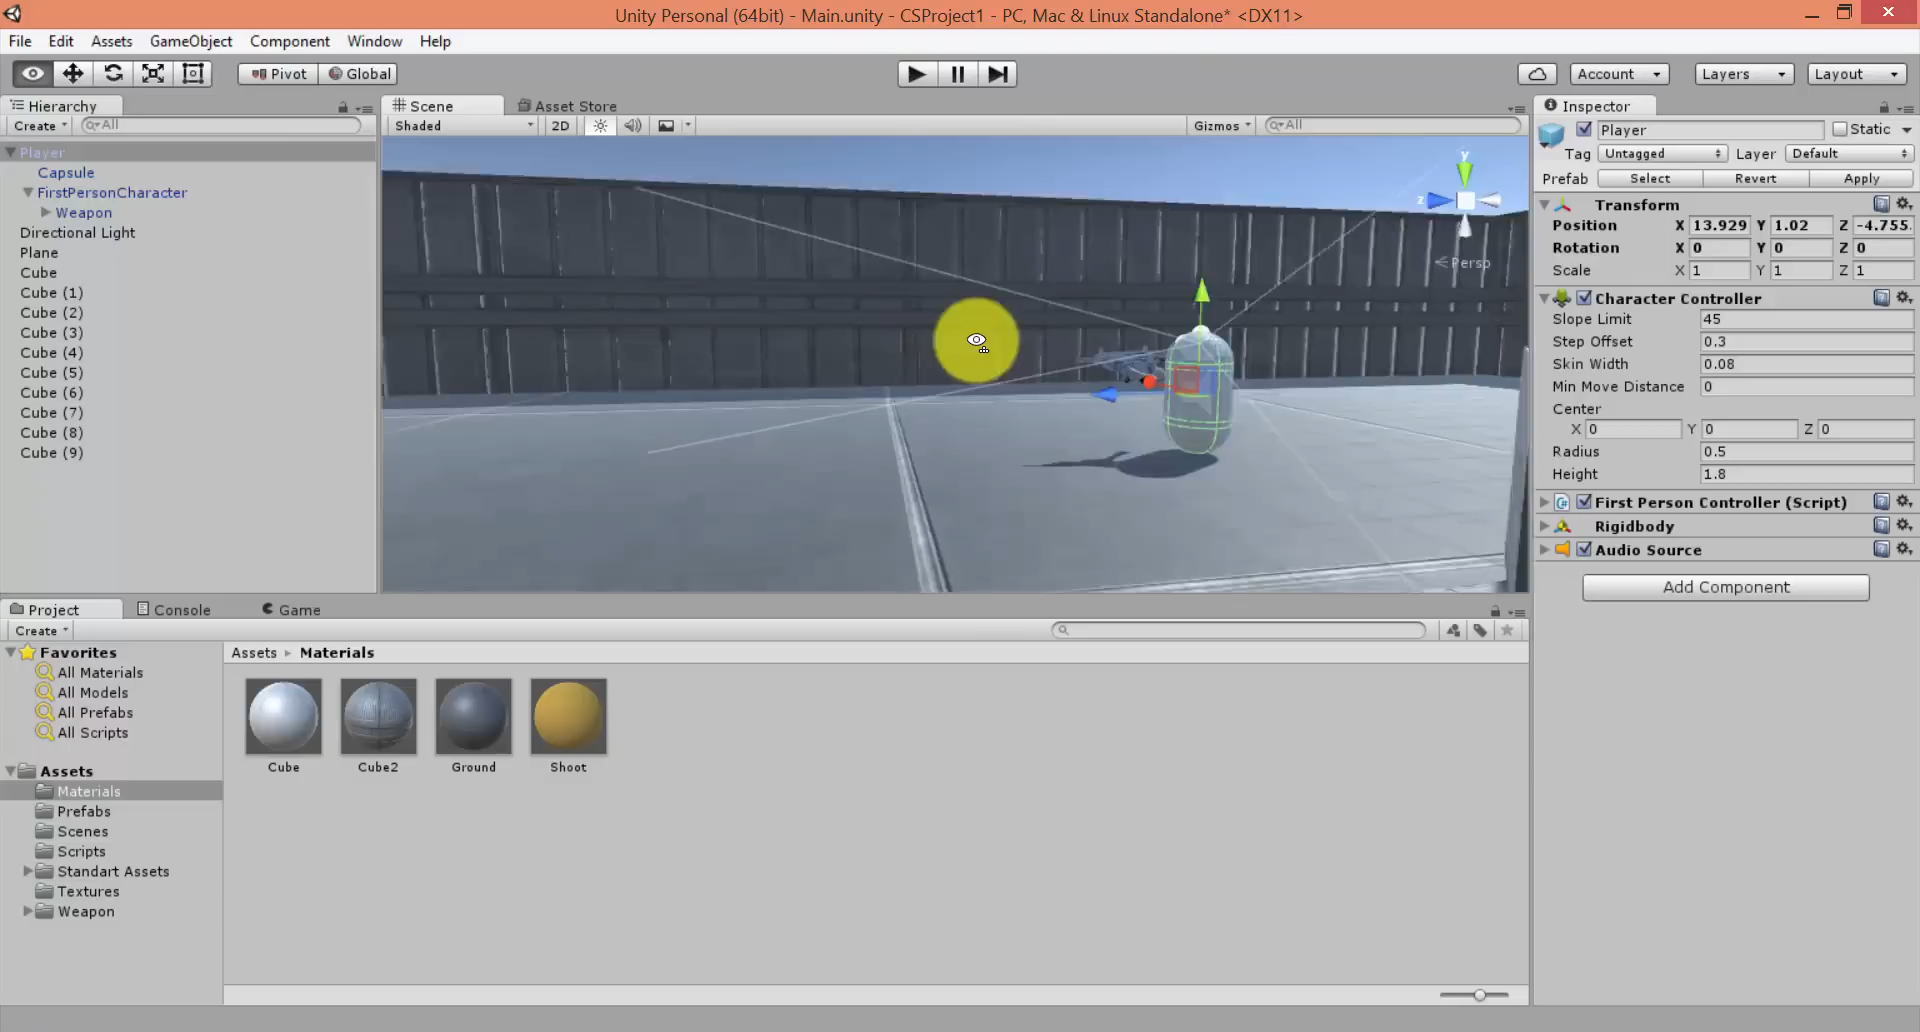 Unity Personal (64bit) - Main.unity - CSProject1 - PC, Mac & Linux Standalone* <DX11>
File Edit Assets GameObject Component Window Help
Pivot Global Account Layers Layout
Hierarchy
Create All
Player
Capsule
FirstPersonCharacter
Weapon
Directional Light
Plane
Cube
Cube (1)
Cube (2)
Cube (3)
Cube (4)
Cube (5)
Cube (6)
Cube (7)
Cube (8)
Cube (9)
Scene Asset Store
Shaded 2D Gizmos All
y
z
Persp
Inspector
Player Static
Tag Untagged Layer Default
Prefab Select Revert Apply
Transform
Position X 13.929 Y 1.02 Z -4.755
Rotation X 0 Y 0 Z 0
Scale X 1 Y 1 Z 1
Character Controller
Slope Limit 45
Step Offset 0.3
Skin Width 0.08
Min Move Distance 0
Center
X 0 Y 0 Z 0
Radius 0.5
Height 1.8
First Person Controller (Script)
Rigidbody
Audio Source
Add Component
Project Console Game
Create
Favorites
All Materials
All Models
All Prefabs
All Scripts
Assets
Materials
Prefabs
Scenes
Scripts
Standart Assets
Textures
Weapon
Assets Materials
Cube Cube2 Ground Shoot